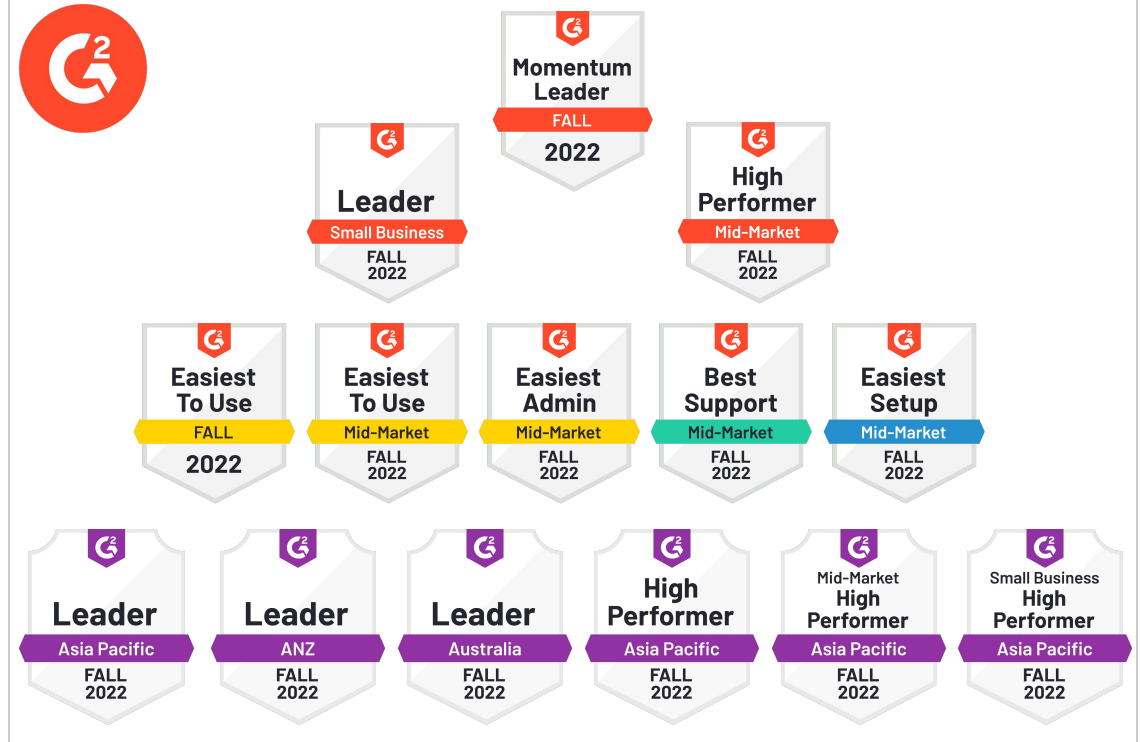 G2
G2
Momentum
Leader
FALL
2022
G2
Leader
Small Business
FALL
2022
G2
High
Performer
Mid-Market
FALL
2022
G2
Easiest
To Use
FALL
2022
G2
Easiest
To Use
Mid-Market
FALL
2022
G2
Easiest
Admin
Mid-Market
FALL
2022
G2
Best
Support
Mid-Market
FALL
2022
G2
Easiest
Setup
Mid-Market
FALL
2022
G2
Leader
Asia Pacific
FALL
2022
G2
Leader
ANZ
FALL
2022
G2
Leader
Australia
FALL
2022
G2
High
Performer
Asia Pacific
FALL
2022
G2
Mid-Market
High
Performer
Asia Pacific
FALL
2022
G2
Small Business
High
Performer
Asia Pacific
FALL
2022